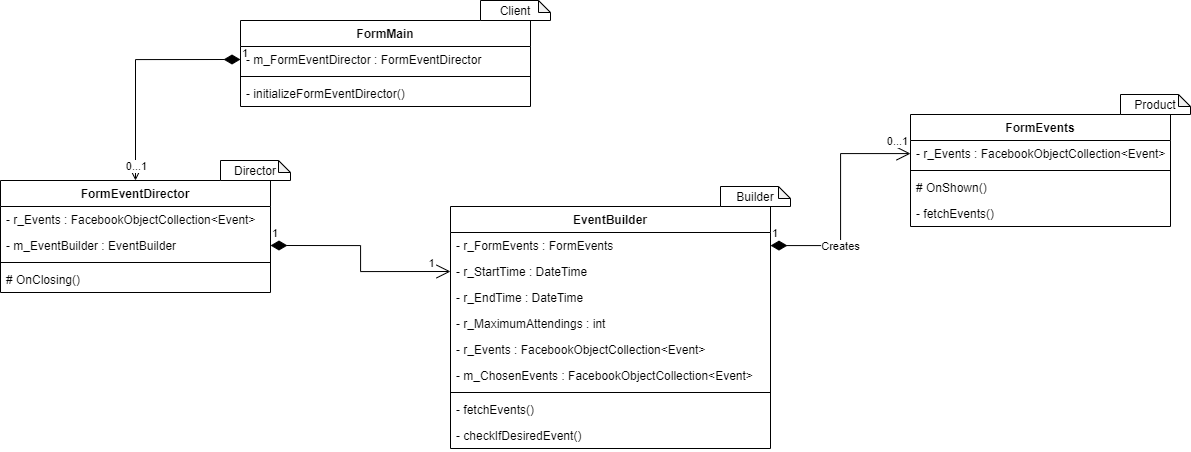 Client
FormMain
1
- m_FormEventDirector : FormEventDirector
- initializeFormEventDirector()
0...1
Director
FormEventDirector
- r_Events : FacebookObjectCollection<Event>
- m_EventBuilder : EventBuilder
# OnClosing()
1
1
Builder
EventBuilder
- r_FormEvents : FormEvents
- r_StartTime : DateTime
- r_EndTime : DateTime
- r_MaximumAttendings : int
- r_Events : FacebookObjectCollection<Event>
- m_ChosenEvents : FacebookObjectCollection<Event>
- fetchEvents()
- checkIfDesiredEvent()
1
Creates
0...1
Product
FormEvents
- r_Events : FacebookObjectCollection<Event>
# OnShown()
- fetchEvents()